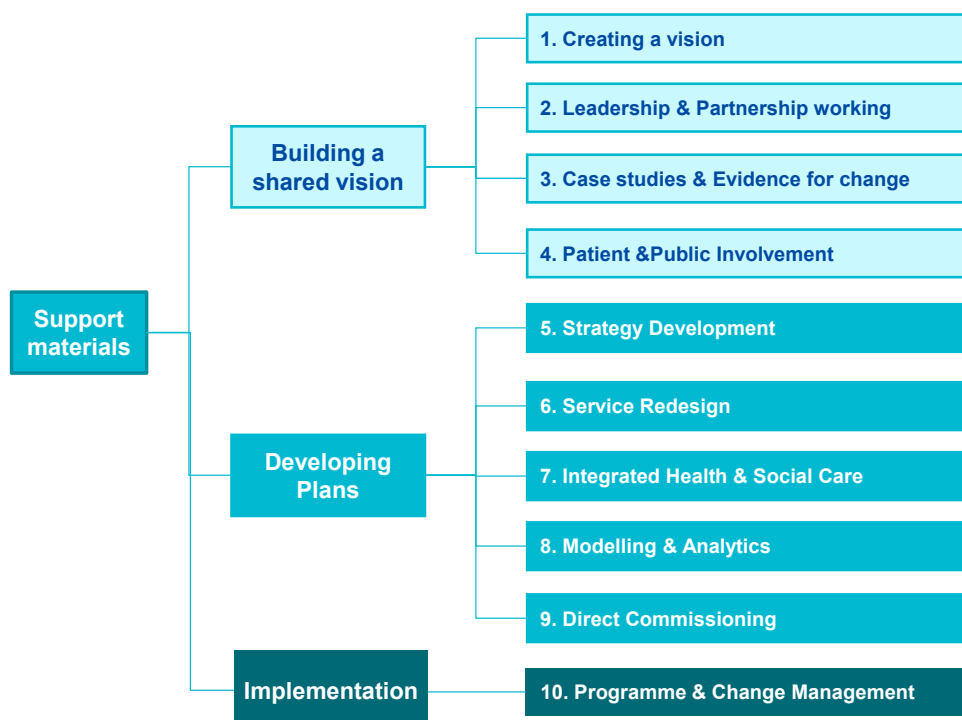 Support
materials
Building a
shared vision
1. Creating a vision
2. Leadership & Partnership working
3. Case studies & Evidence for change
4. Patient &Public Involvement
Developing
Plans
5. Strategy Development
6. Service Redesign
7. Integrated Health & Social Care
8. Modelling & Analytics
9. Direct Commissioning
Implementation
10. Programme & Change Management